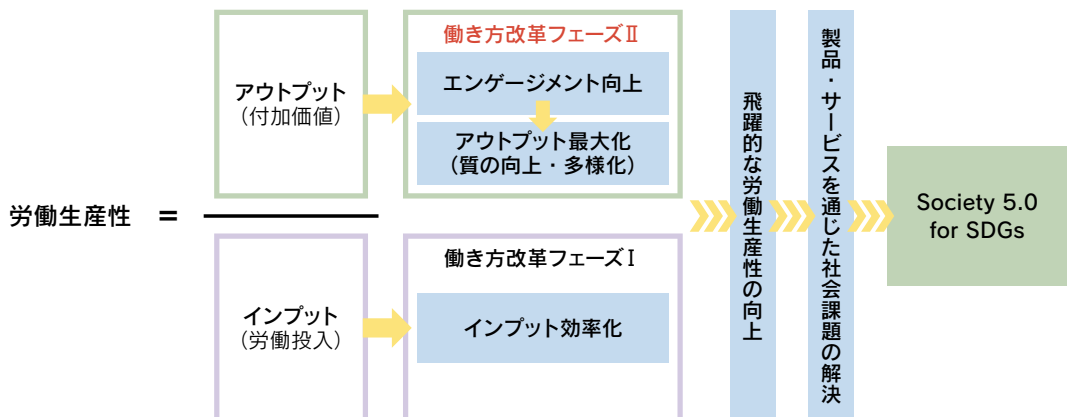 労働生産性 =
アウトプット
（付加価値）
働き方改革フェーズⅡ
エンゲージメント向上
アウトプット最大化
（質の向上・多様化）
インプット
（労働投入）
働き方改革フェーズⅠ
インプット効率化
飛躍的な労働生産性の向上
製品・サービスを通じた社会課題の解決
Society 5.0
for SDGs